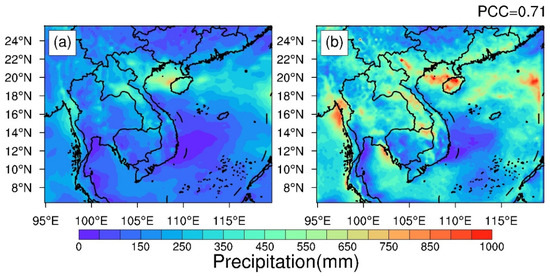 PCC=0.71
(a) (b)
24°N 24°N
22°N 22°N
20°N 20°N
18°N 18°N
16°N 16°N
14°N 14°N
12°N 12°N
10°N 10°N
8°N 8°N
95°E 100°E 105°E 110°E 115°E 95°E 100°E 105°E 110°E 115°E
0 150 250 350 450 550 650 750 850 1000
Precipitation(mm)